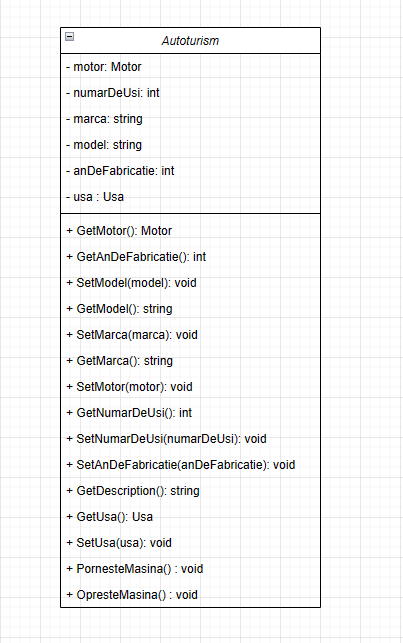 Autoturism
- motor: Motor
- numarDeUsi: int
- marca: string
- model: string
- anDeFabricatie: int
- usa : Usa
+ GetMotor(): Motor
+ GetAnDeFabricatie(): int
+ SetModel(model): void
+ GetModel(): string
+ SetMarca(marca): void
+ GetMarca(): string
+ SetMotor(motor): void
+ GetNumarDeUsi(): int
+ SetNumarDeUsi(numarDeUsi): void
+ SetAnDeFabricatie(anDeFabricatie): void
+ GetDescription(): string
+ GetUsa(): Usa
+ SetUsa(usa): void
+ PornesteMasina() : void
+ OpresteMasina() : void